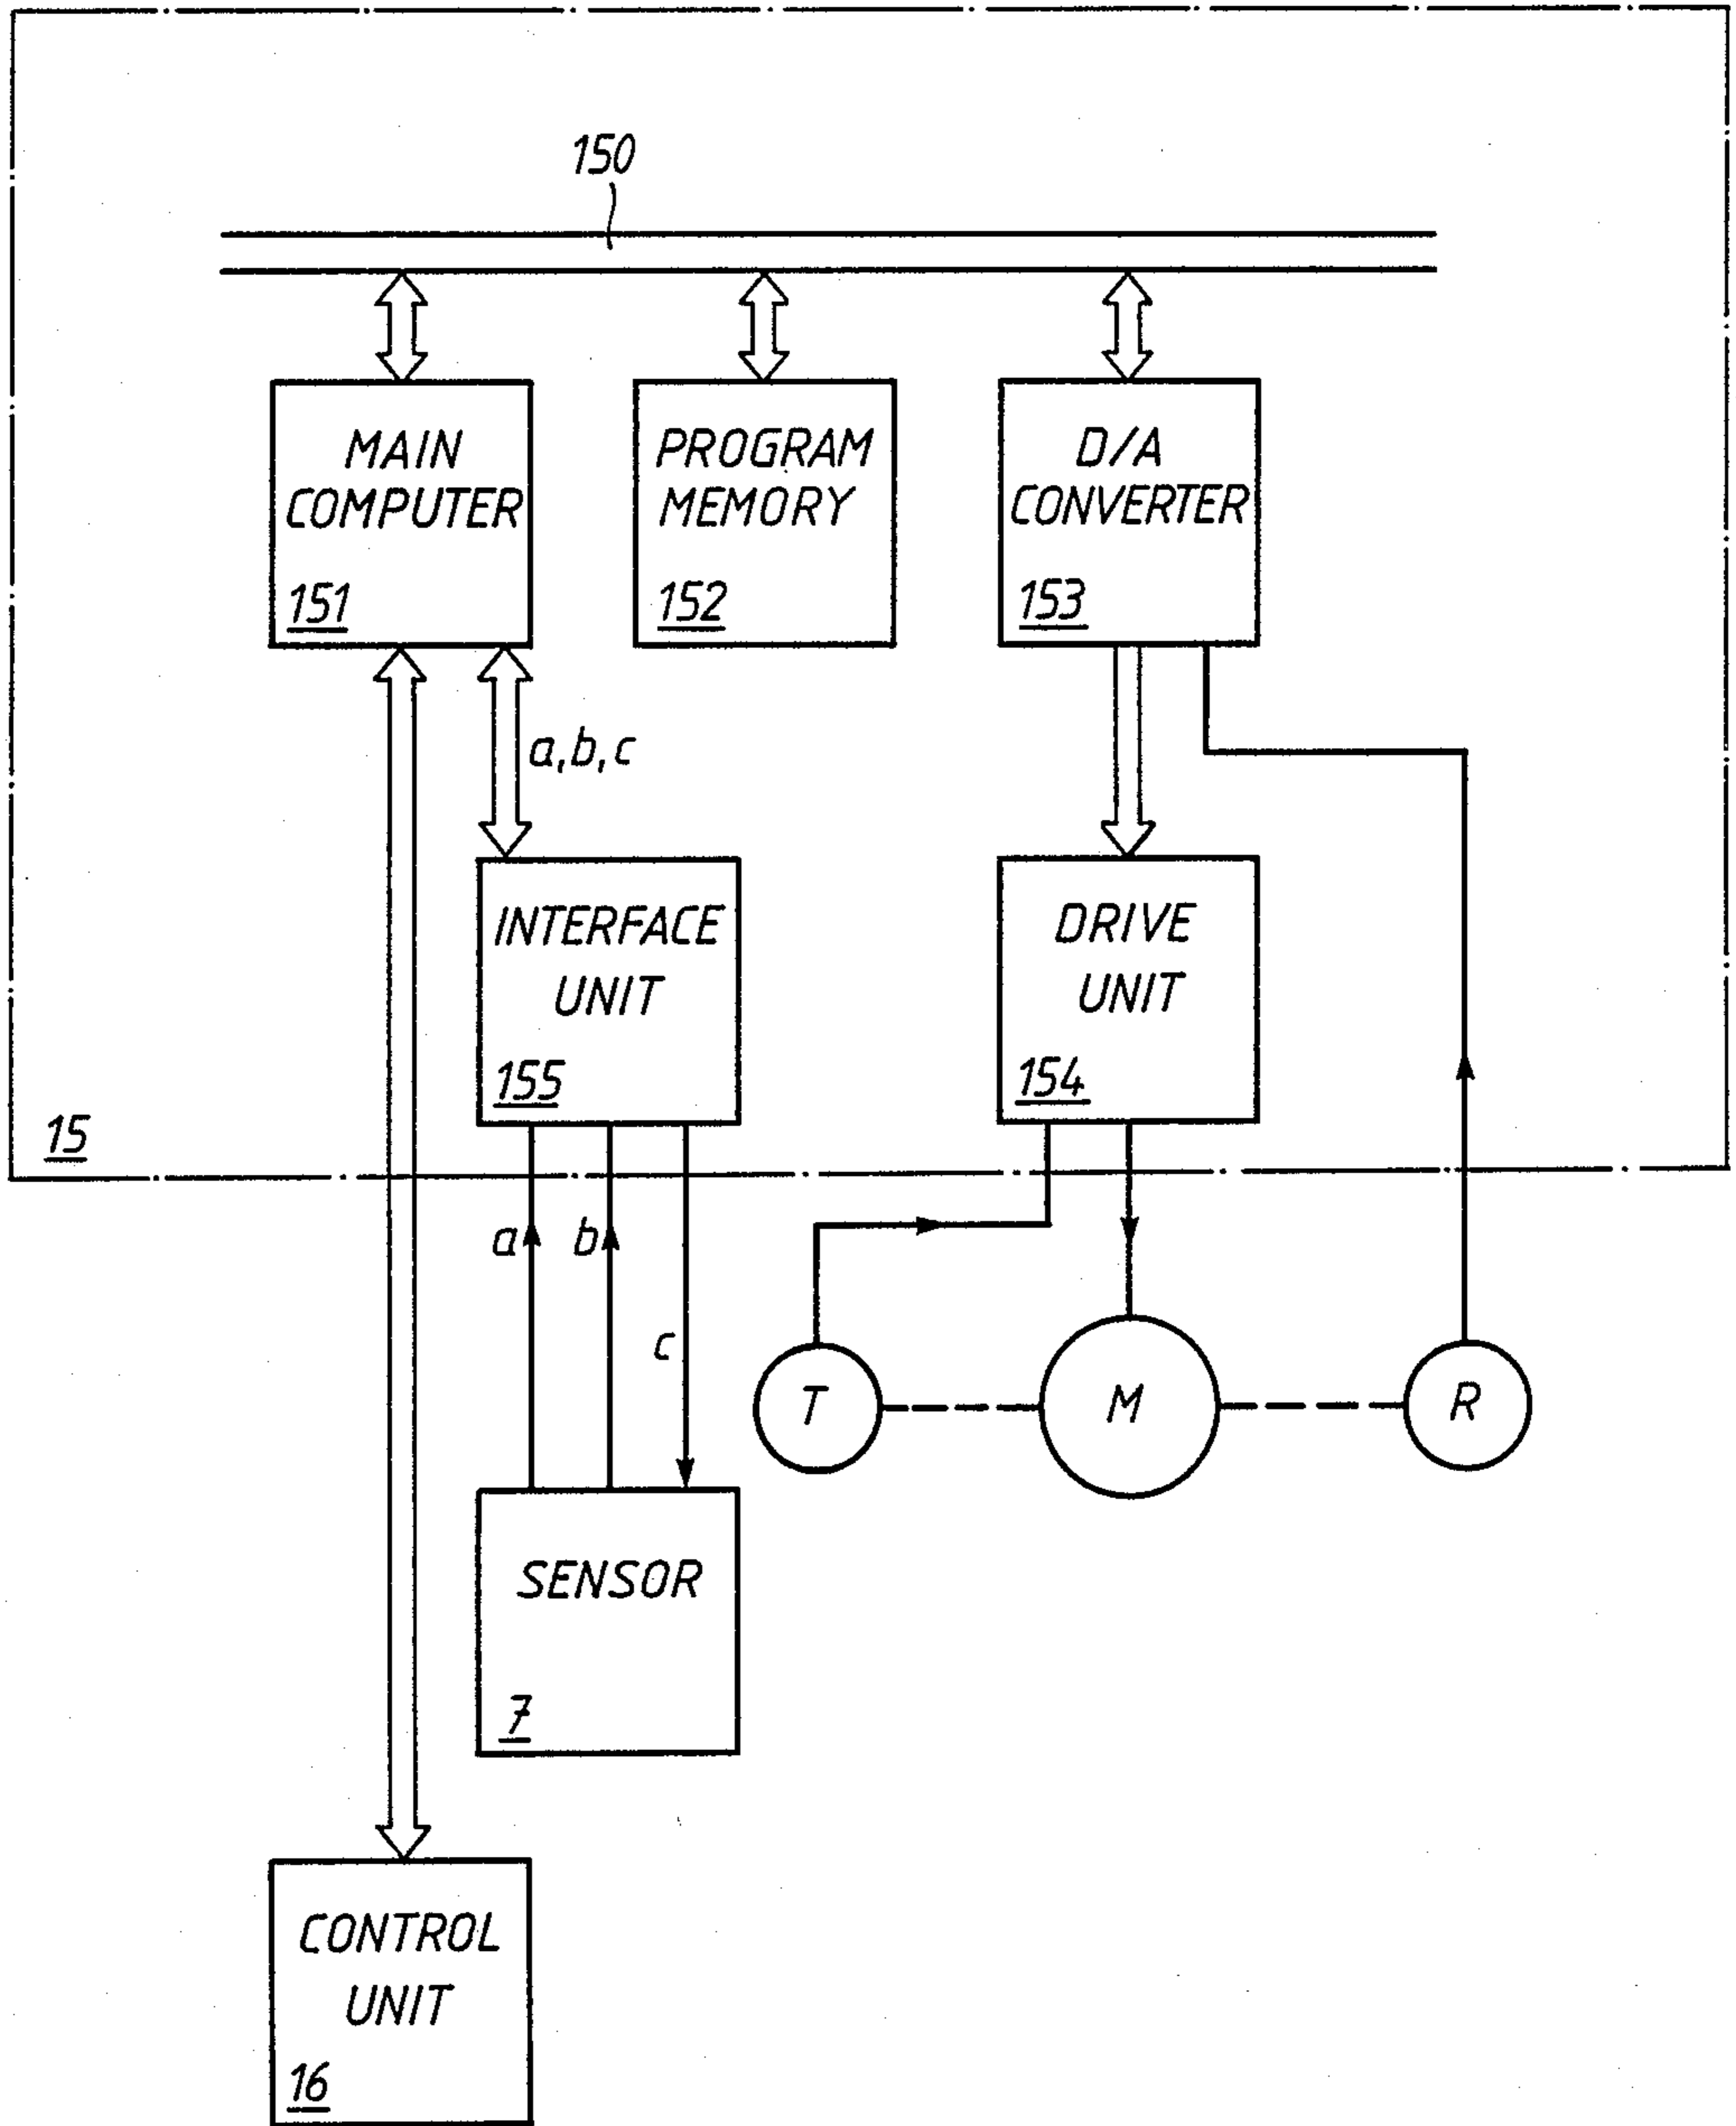 150
MAIN
COMPUTER
151
PROGRAM
MEMORY
152
D/A
CONVERTER
153
a,b,c
INTERFACE
UNIT
155
DRIVE
UNIT
154
15
a
b
c
T
M
R
SENSOR
7
CONTROL
UNIT
16